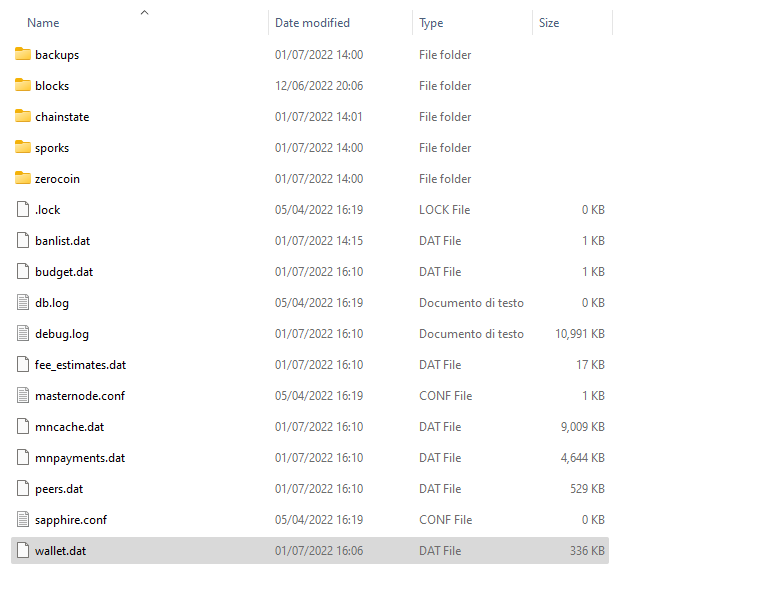 Name Date modified Type Size
backups 01/07/2022 14:00 File folder
blocks 12/06/2022 20:06 File folder
chainstate 01/07/2022 14:01 File folder
sporks 01/07/2022 14:00 File folder
zerocoin 01/07/2022 14:00 File folder
.lock 05/04/2022 16:19 LOCK File 0 KB
banlist.dat 01/07/2022 14:15 DAT File 1 KB
budget.dat 01/07/2022 16:10 DAT File 1 KB
db.log 05/04/2022 16:19 Documento di testo 0 KB
debug.log 01/07/2022 16:10 Documento di testo 10,991 KB
fee_estimates.dat 01/07/2022 16:10 DAT File 17 KB
masternode.conf 05/04/2022 16:19 CONF File 1 KB
mncache.dat 01/07/2022 16:10 DAT File 9,009 KB
mnpayments.dat 01/07/2022 16:10 DAT File 4,644 KB
peers.dat 01/07/2022 16:10 DAT File 529 KB
sapphire.conf 05/04/2022 16:19 CONF File 0 KB
wallet.dat 01/07/2022 16:06 DAT File 336 KB